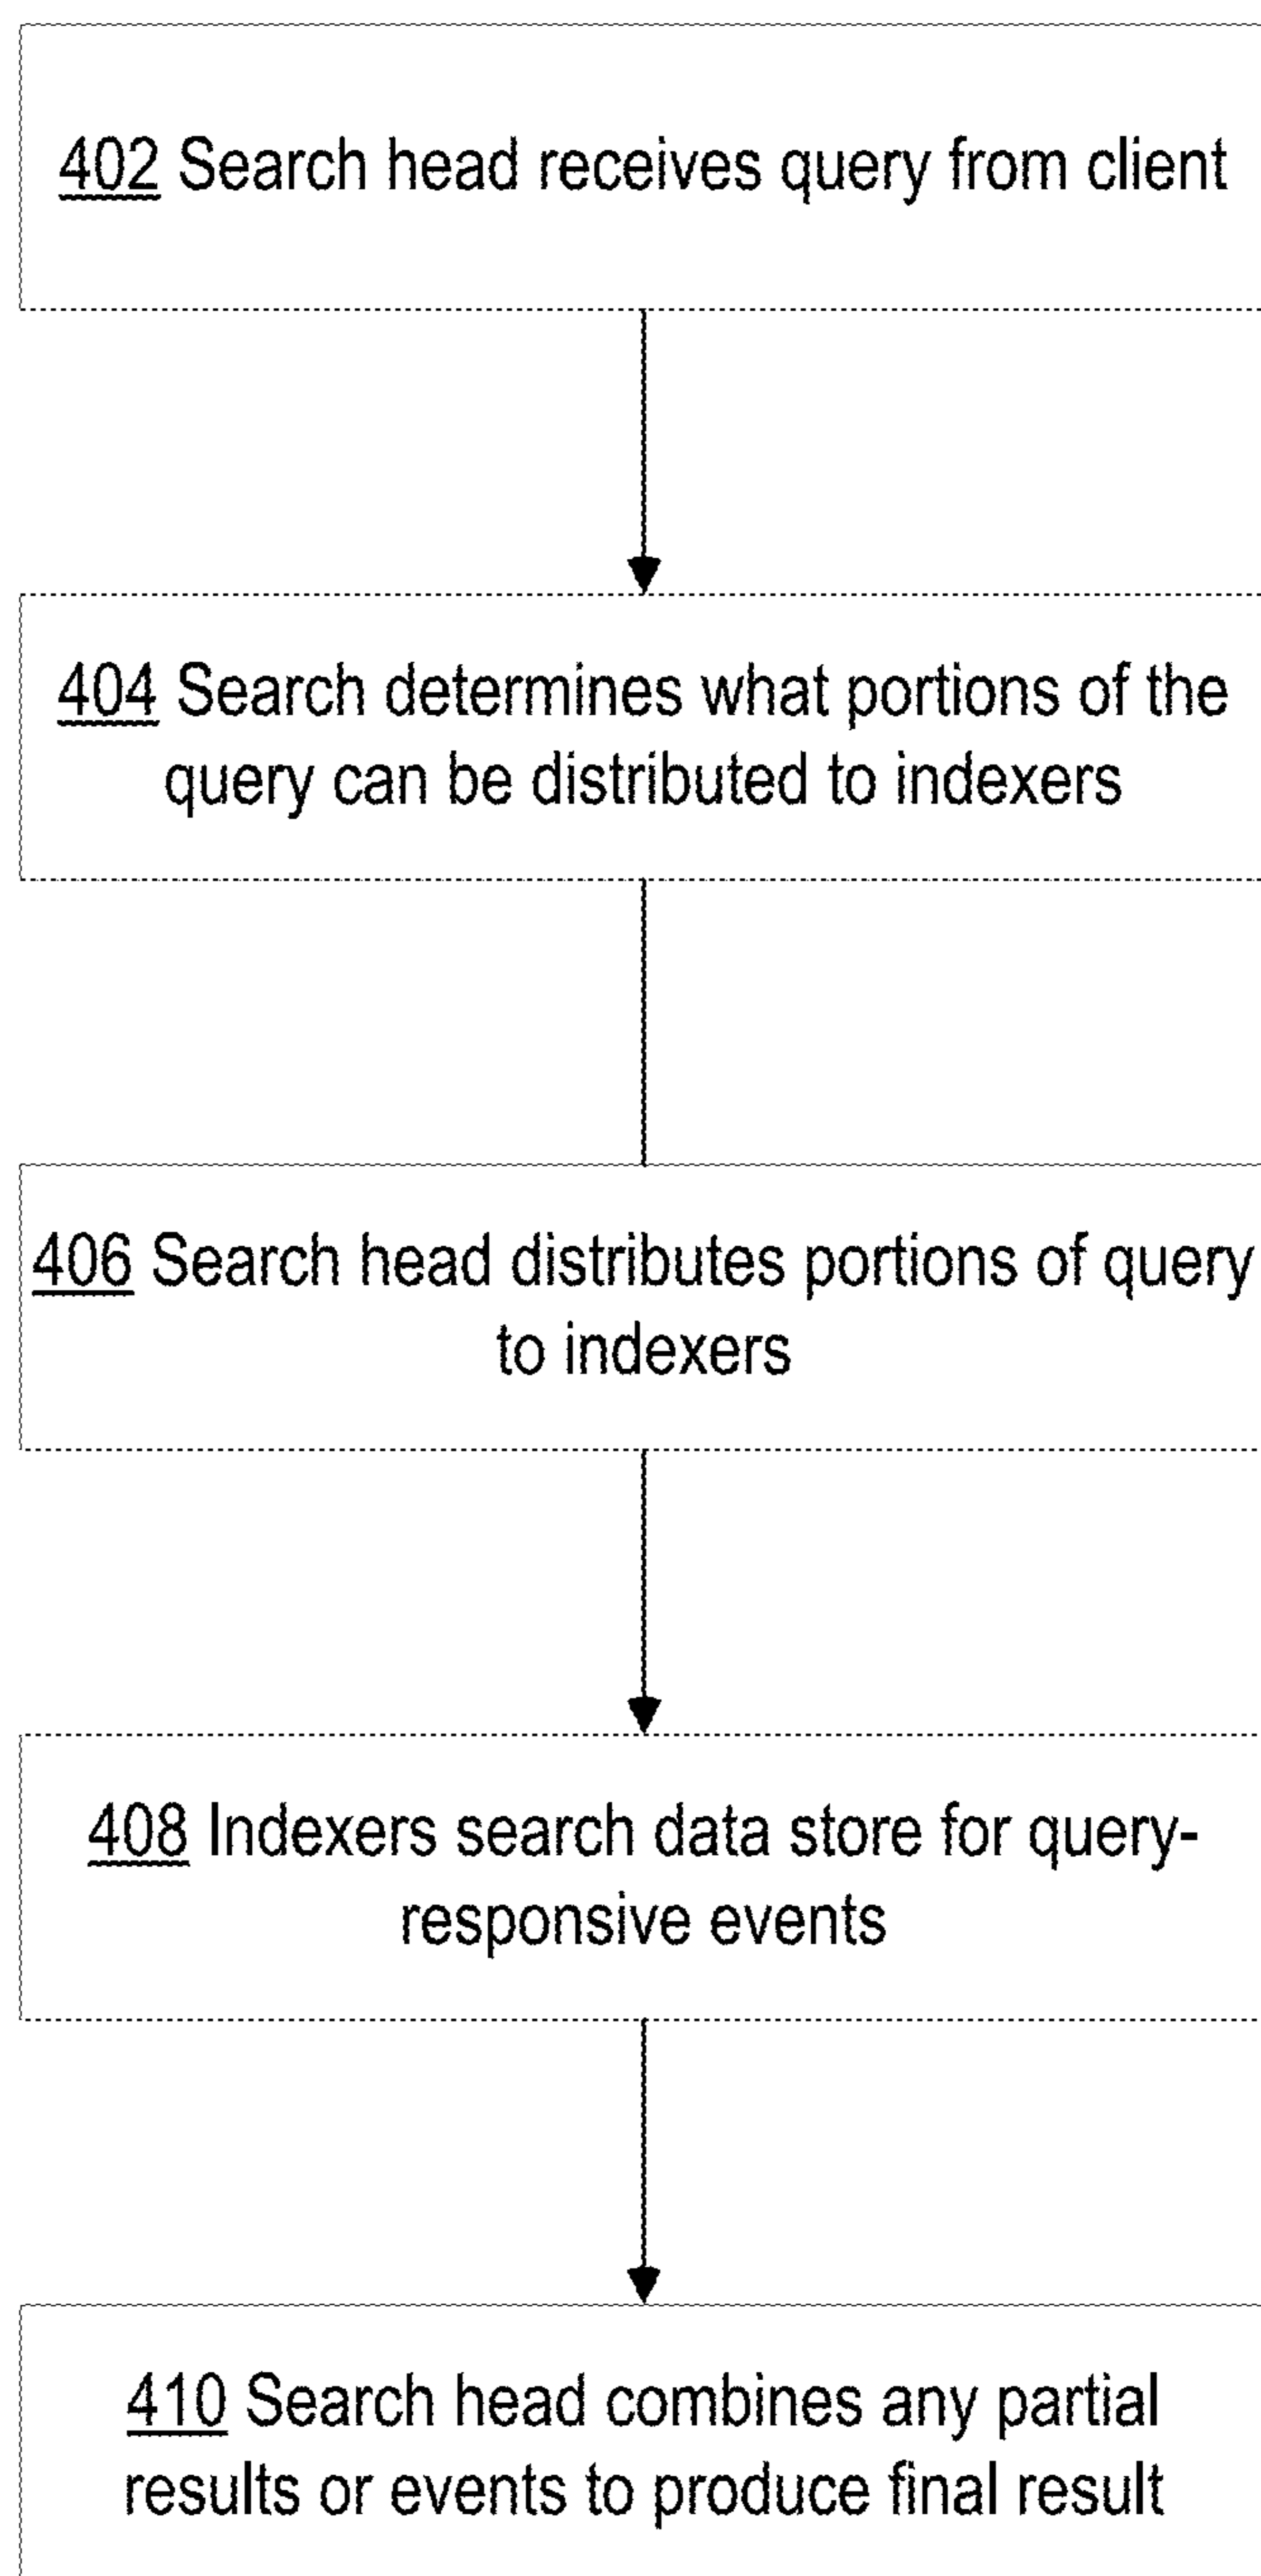 402 Search head receives query from client
404 Search determines what portions of the
query can be distributed to indexers
406 Search head distributes portions of query
to indexers
408 Indexers search data store for query-
responsive events
410 Search head combines any partial
results or events to produce final result